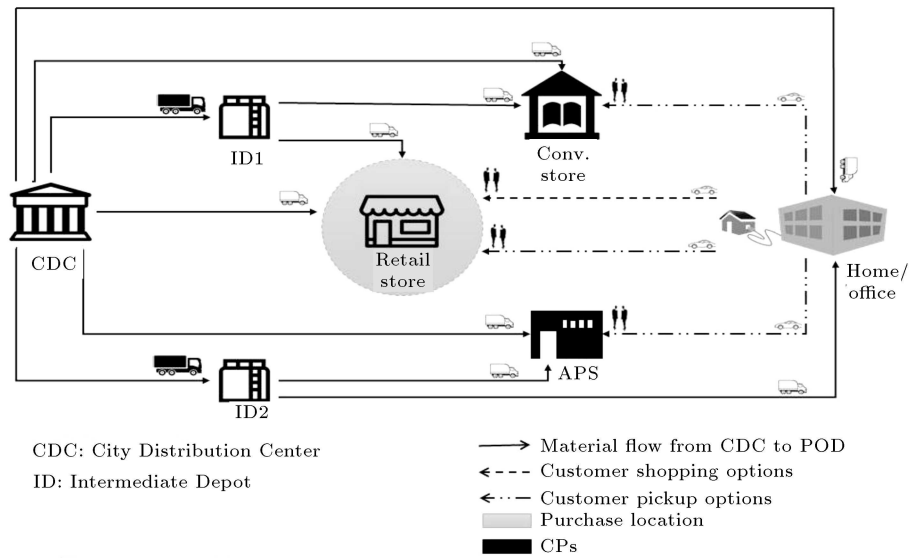 ID1
Conv.
store
CDC
Retail
store
Home/
office
APS
ID2
CDC: City Distribution Center
ID: Intermediate Depot
Material flow from CDC to POD
Customer shopping options
Customer pickup options
Purchase location
CPs